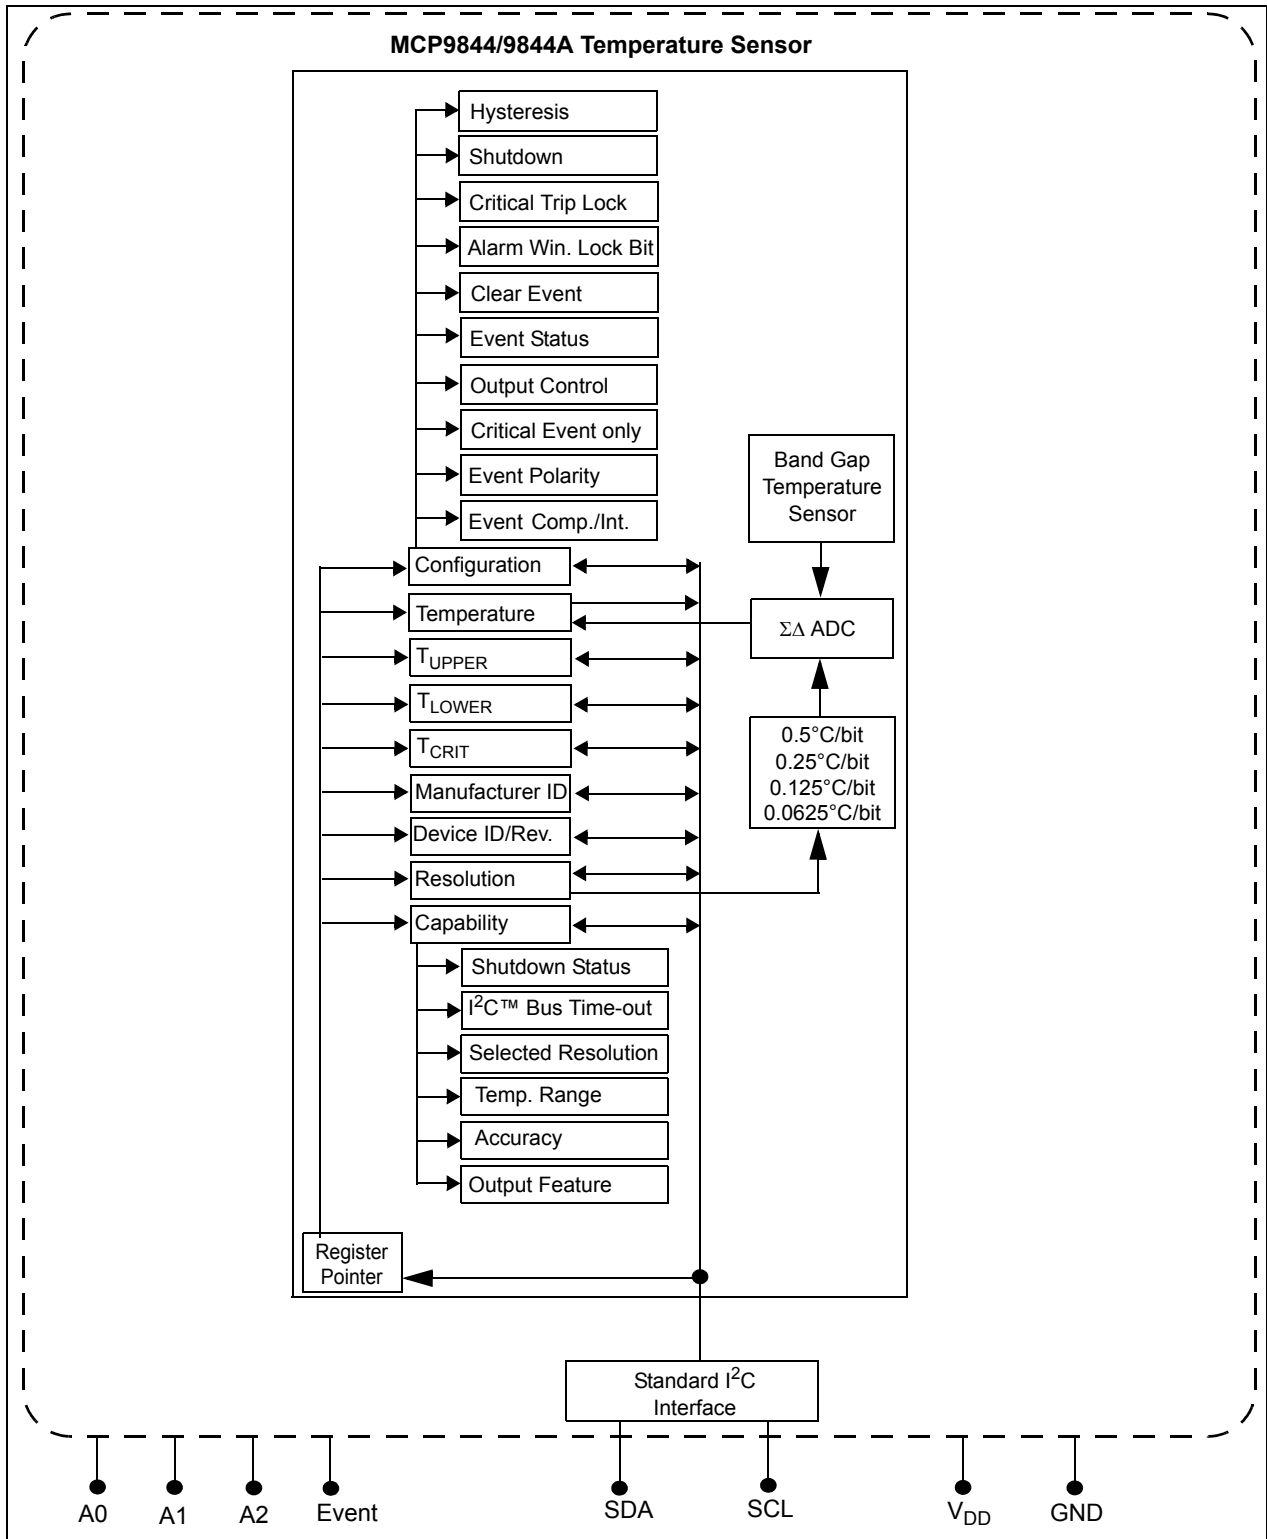 MCP9844/9844A Temperature Sensor
Hysteresis
Shutdown
Critical Trip Lock
Alarm Win. Lock Bit
Clear Event
Event Status
Output Control
Critical Event only
Event Polarity
Event Comp./Int.
Band Gap
Temperature
Sensor
Configuration
Temperature
ΣΔ ADC
TUPPER
TLOWER
TCRIT
0.5°C/bit
0.25°C/bit
0.125°C/bit
0.0625°C/bit
Manufacturer ID
Device ID/Rev.
Resolution
Capability
Shutdown Status
I²C™ Bus Time-out
Selected Resolution
Temp. Range
Accuracy
Output Feature
Register
Pointer
Standard I²C
Interface
A0 A1 A2 Event SDA SCL VDD GND